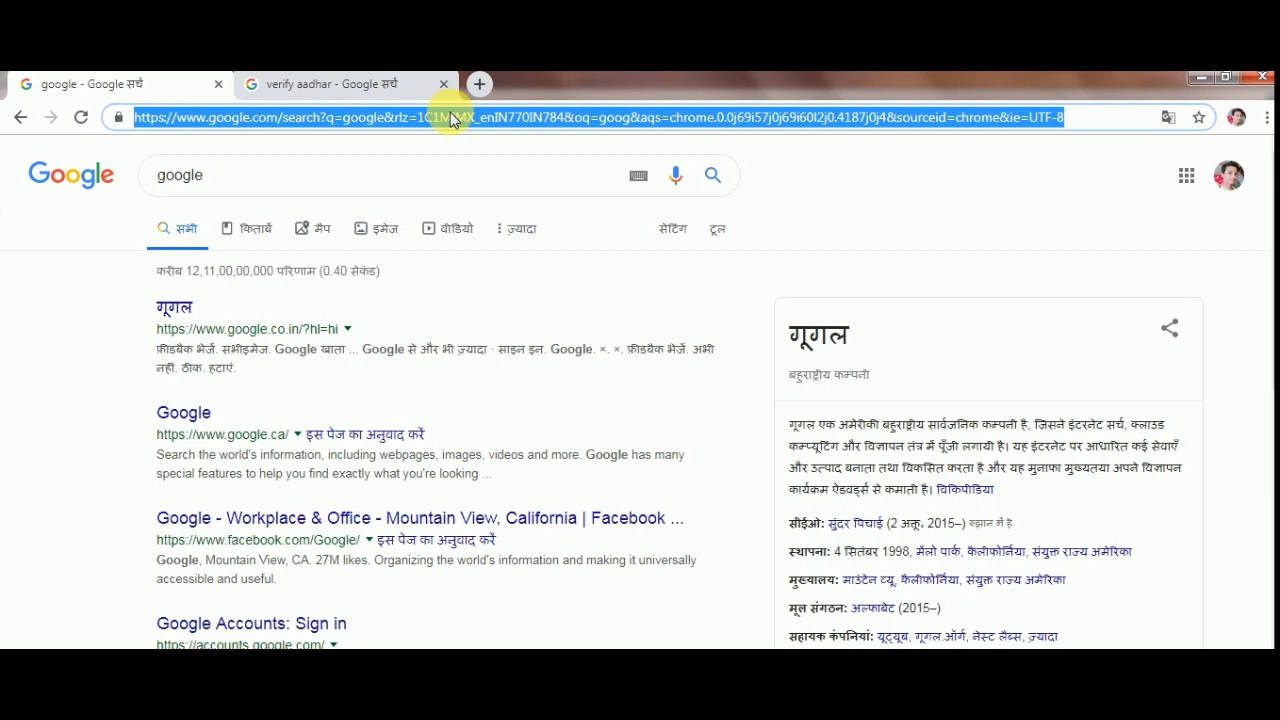 google - Google सर्च
verify aadhar - Google सर्च
https://www.google.com/search?q=google&rlz=1C1 _enIN770IN784&oq=goog&aqs=chrome.0.0j69i57j0j69i60l2j0.4187j0j4&sourceid=chrome&ie=UTF-8
Google
google
सभी किताबें मैप इमेज वीडियो ज़्यादा सेटिंग टूल
करीब 12,11,00,00,000 परिणाम (0.40 सेकंड)
गूगल
https://www.google.co.in/?hl=hi
फ़ीडबैक भेजें. सभीइमेज. Google खाता ... Google से और भी ज़्यादा · साइन इन. Google. ×. ×. फ़ीडबैक भेजें. अभी
नहीं. ठीक. हटाएं.
Google
https://www.google.ca/ इस पेज का अनुवाद करें
Search the world's information, including webpages, images, videos and more. Google has many
special features to help you find exactly what you're looking ...
Google - Workplace & Office - Mountain View, California | Facebook ...
https://www.facebook.com/Google/ इस पेज का अनुवाद करें
Google, Mountain View, CA. 27M likes. Organizing the world's information and making it universally
accessible and useful.
Google Accounts: Sign in
https://accounts.google.com/
गूगल
बहुराष्ट्रीय कम्पनी
गूगल एक अमेरीकी बहुराष्ट्रीय सार्वजनिक कम्पनी है, जिसने इंटरनेट सर्च, क्लाउड
कम्प्यूटिंग और विज्ञापन तंत्र में पूँजी लगायी है। यह इंटरनेट पर आधारित कई सेवाएँ
और उत्पाद बनाता तथा विकसित करता है और यह मुनाफा मुख्यतया अपने विज्ञापन
कार्यक्रम ऐडवर्ड्स से कमाती है। विकिपीडिया
सीईओ: सुंदर पिचाई (2 अक्तू॰ 2015–) रुझान में है
स्थापना: 4 सितंबर 1998, मेंलो पार्क, कैलीफोर्निया, संयुक्त राज्य अमेरिका
मुख्यालय: माउंटेन व्यू, कैलीफोर्निया, संयुक्त राज्य अमेरिका
मूल संगठन: अल्फाबेट (2015–)
सहायक कंपनियां: यूट्यूब, गूगल.ऑर्ग, नेस्ट लैब्स, ज़्यादा